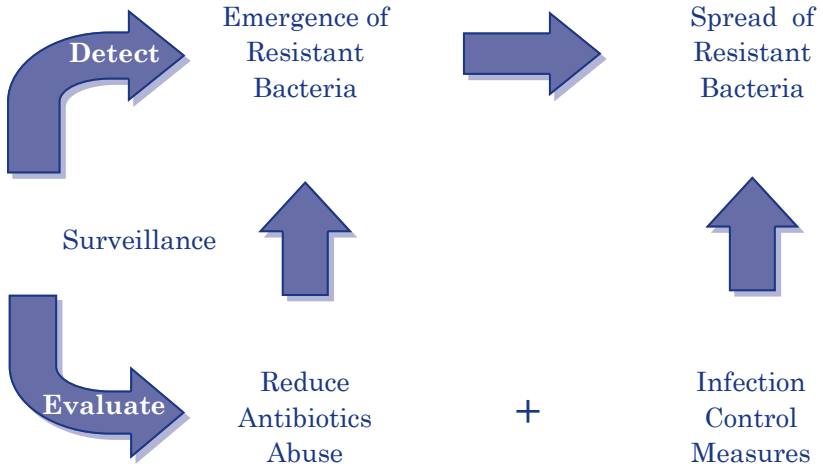 Detect
Emergence of
Resistant
Bacteria
Spread of
Resistant
Bacteria
Surveillance
Evaluate
Reduce
Antibiotics
Abuse
+
Infection
Control
Measures